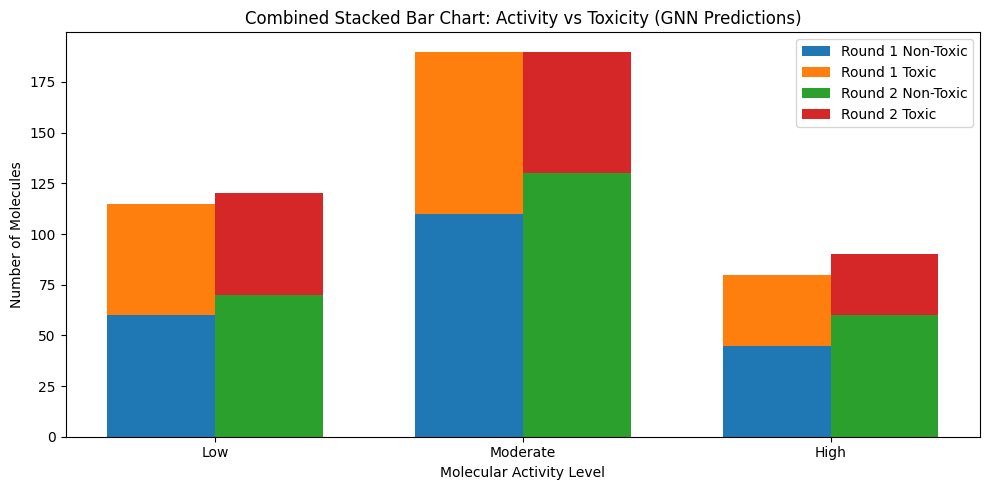 Combined Stacked Bar Chart: Activity vs Toxicity (GNN Predictions)
Round 1 Non-Toxic
Round 1 Toxic
Round 2 Non-Toxic
Round 2 Toxic
Number of Molecules
175
150
125
100
75
50
25
0
Low
Moderate
High
Molecular Activity Level